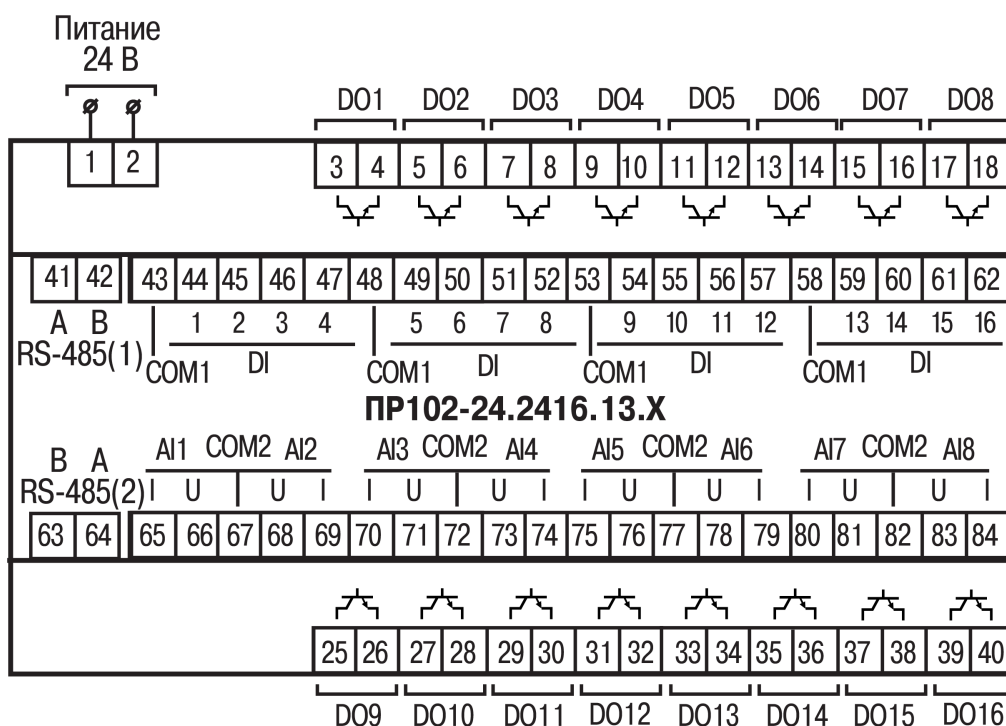 Питание
24 В
DO1 DO2 DO3 DO4 DO5 DO6 DO7 DO8
1 2 3 4 5 6 7 8 9 10 11 12 13 14 15 16 17 18
41 42 43 44 45 46 47 48 49 50 51 52 53 54 55 56 57 58 59 60 61 62
A B 1 2 3 4 5 6 7 8 9 10 11 12 13 14 15 16
RS-485(1) COM1 DI COM1 DI COM1 DI COM1 DI
ПР102-24.2416.13.X
B A AI1 COM2 AI2 AI3 COM2 AI4 AI5 COM2 AI6 AI7 COM2 AI8
RS-485(2) I U U I I U U I I U U I I U U I
63 64 65 66 67 68 69 70 71 72 73 74 75 76 77 78 79 80 81 82 83 84
25 26 27 28 29 30 31 32 33 34 35 36 37 38 39 40
DO9 DO10 DO11 DO12 DO13 DO14 DO15 DO16